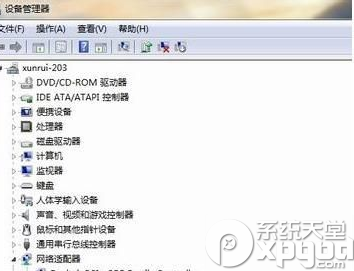 设备管理器
文件(F) 操作(A) 查看(V) 帮助(H)
xunrui-203
DVD/CD-ROM 驱动器
IDE ATA/ATAPI 控制器
便携设备
处理器
磁盘驱动器
计算机
监视器
键盘
人体学输入设备
声音、视频和游戏控制器
鼠标和其他指针设备
通用串行总线控制器
网络适配器
系统天堂
xpgod.com